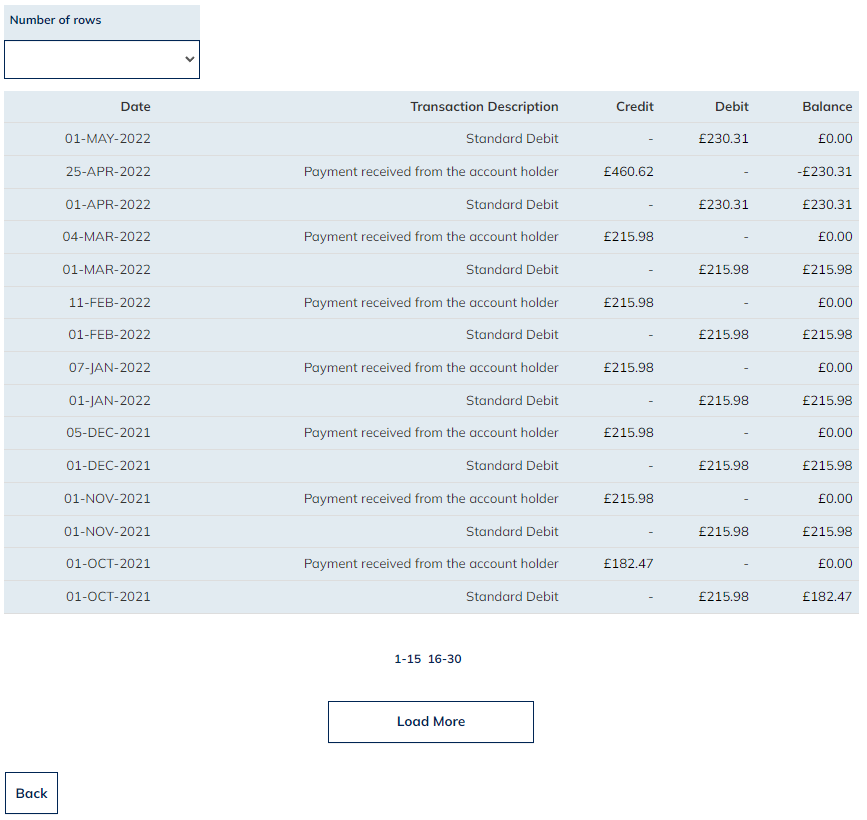 Number of rows
Date Transaction Description Credit Debit Balance
01-MAY-2022 Standard Debit - £230.31 £0.00
25-APR-2022 Payment received from the account holder £460.62 - -£230.31
01-APR-2022 Standard Debit - £230.31 £230.31
04-MAR-2022 Payment received from the account holder £215.98 - £0.00
01-MAR-2022 Standard Debit - £215.98 £215.98
11-FEB-2022 Payment received from the account holder £215.98 - £0.00
01-FEB-2022 Standard Debit - £215.98 £215.98
07-JAN-2022 Payment received from the account holder £215.98 - £0.00
01-JAN-2022 Standard Debit - £215.98 £215.98
05-DEC-2021 Payment received from the account holder £215.98 - £0.00
01-DEC-2021 Standard Debit - £215.98 £215.98
01-NOV-2021 Payment received from the account holder £215.98 - £0.00
01-NOV-2021 Standard Debit - £215.98 £215.98
01-OCT-2021 Payment received from the account holder £182.47 - £0.00
01-OCT-2021 Standard Debit - £215.98 £182.47
1-15 16-30
Load More
Back